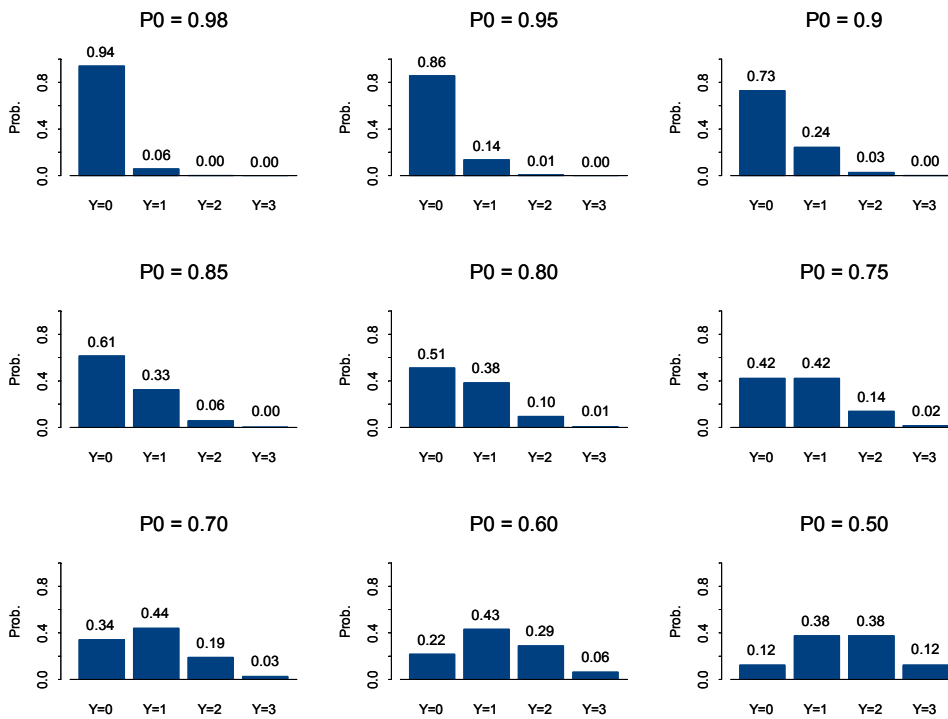 P0 = 0.98
0.94
0.06
0.00
0.00
Prob.
0.0
0.4
0.8
Y=0
Y=1
Y=2
Y=3
P0 = 0.95
0.86
0.14
0.01
0.00
Prob.
0.0
0.4
0.8
Y=0
Y=1
Y=2
Y=3
P0 = 0.9
0.73
0.24
0.03
0.00
Prob.
0.0
0.4
0.8
Y=0
Y=1
Y=2
Y=3
P0 = 0.85
0.61
0.33
0.06
0.00
Prob.
0.0
0.4
0.8
Y=0
Y=1
Y=2
Y=3
P0 = 0.80
0.51
0.38
0.10
0.01
Prob.
0.0
0.4
0.8
Y=0
Y=1
Y=2
Y=3
P0 = 0.75
0.42
0.42
0.14
0.02
Prob.
0.0
0.4
0.8
Y=0
Y=1
Y=2
Y=3
P0 = 0.70
0.34
0.44
0.19
0.03
Prob.
0.0
0.4
0.8
Y=0
Y=1
Y=2
Y=3
P0 = 0.60
0.22
0.43
0.29
0.06
Prob.
0.0
0.4
0.8
Y=0
Y=1
Y=2
Y=3
P0 = 0.50
0.12
0.38
0.38
0.12
Prob.
0.0
0.4
0.8
Y=0
Y=1
Y=2
Y=3